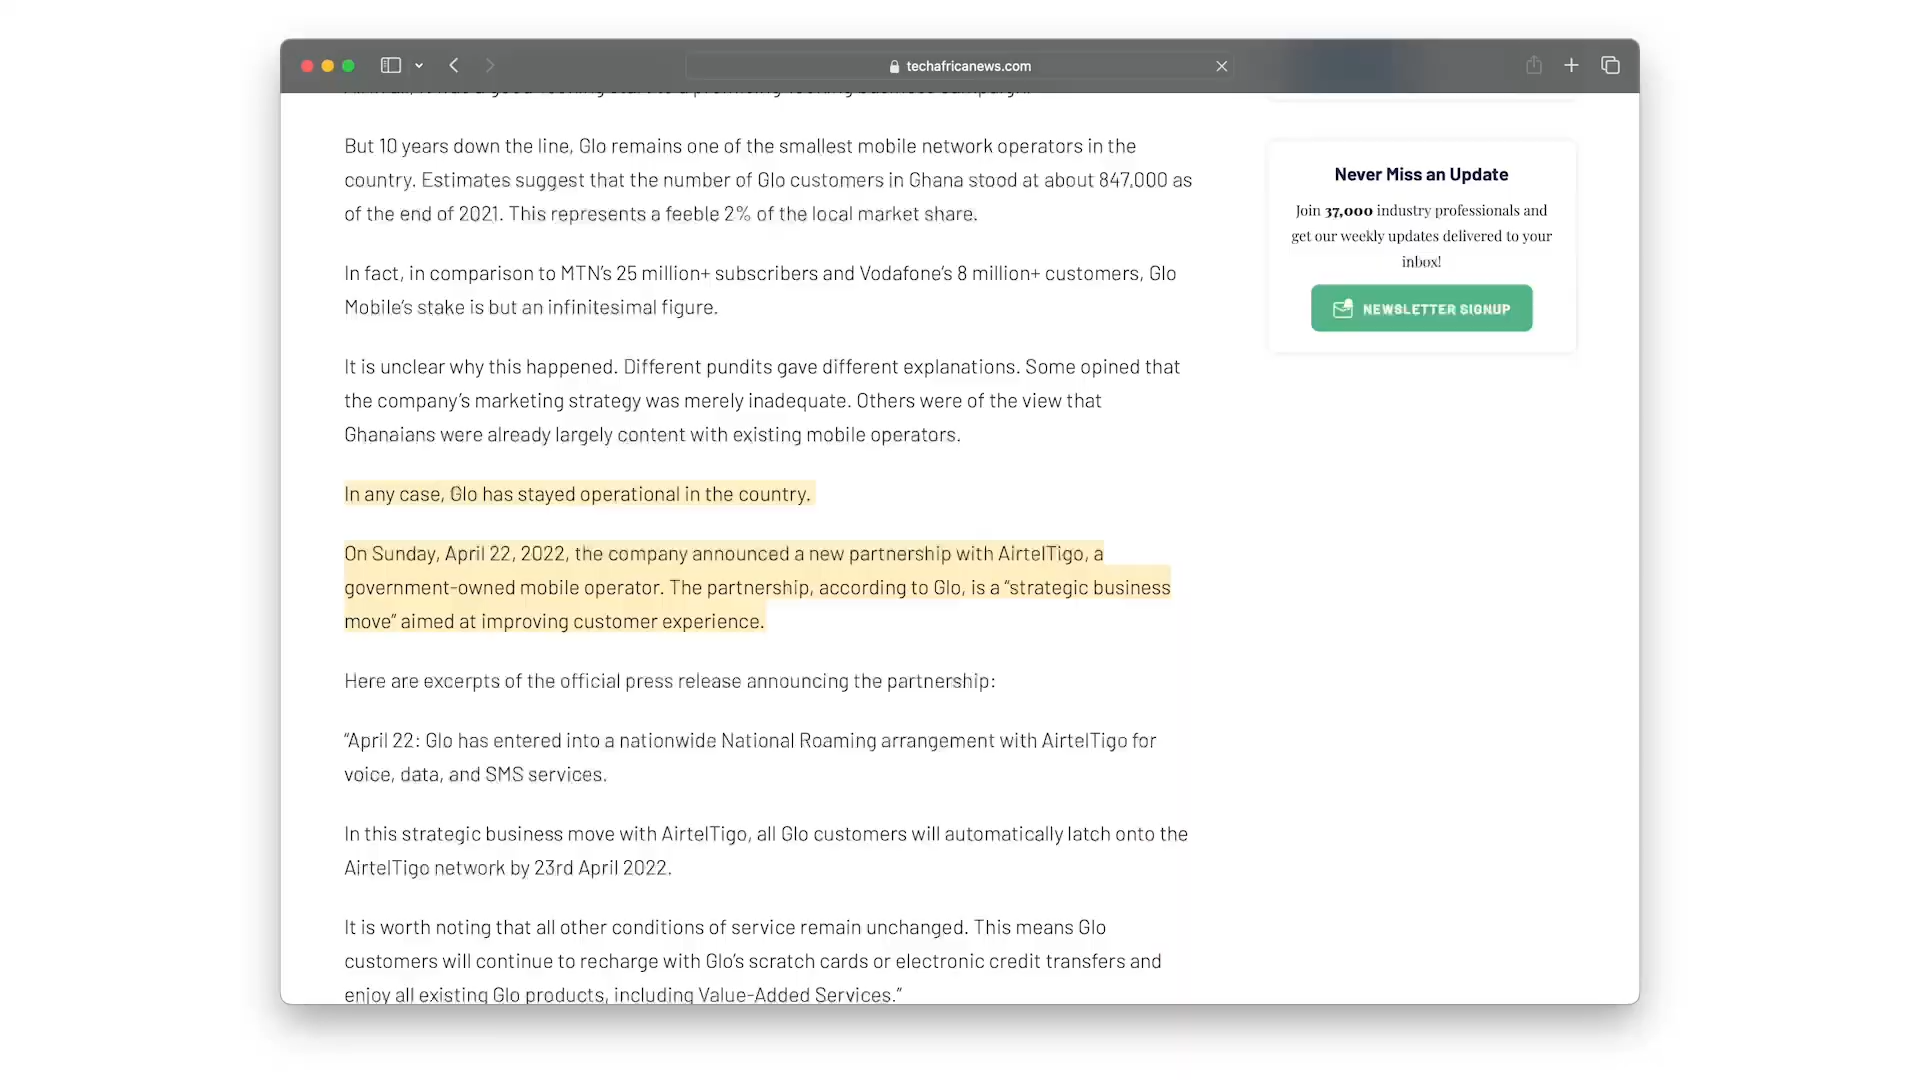 techafricanews.com
But 10 years down the line, Glo remains one of the smallest mobile network operators in the
country. Estimates suggest that the number of Glo customers in Ghana stood at about 847,000 as
of the end of 2021. This represents a feeble 2% of the local market share.
In fact, in comparison to MTN's 25 million+ subscribers and Vodafone's 8 million+ customers, Glo
Mobile's stake is but an infinitesimal figure.
It is unclear why this happened. Different pundits gave different explanations. Some opined that
the company's marketing strategy was merely inadequate. Others were of the view that
Ghanaians were already largely content with existing mobile operators.
In any case, Glo has stayed operational in the country.
On Sunday, April 22, 2022, the company announced a new partnership with AirtelTigo, a
government-owned mobile operator. The partnership, according to Glo, is a “strategic business
move” aimed at improving customer experience.
Here are excerpts of the official press release announcing the partnership:
“April 22: Glo has entered into a nationwide National Roaming arrangement with AirtelTigo for
voice, data, and SMS services.
In this strategic business move with AirtelTigo, all Glo customers will automatically latch onto the
AirtelTigo network by 23rd April 2022.
It is worth noting that all other conditions of service remain unchanged. This means Glo
customers will continue to recharge with Glo's scratch cards or electronic credit transfers and
enjoy all existing Glo products, including Value-Added Services.”
Never Miss an Update
Join 37,000 industry professionals and
get our weekly updates delivered to your
inbox!
NEWSLETTER SIGNUP